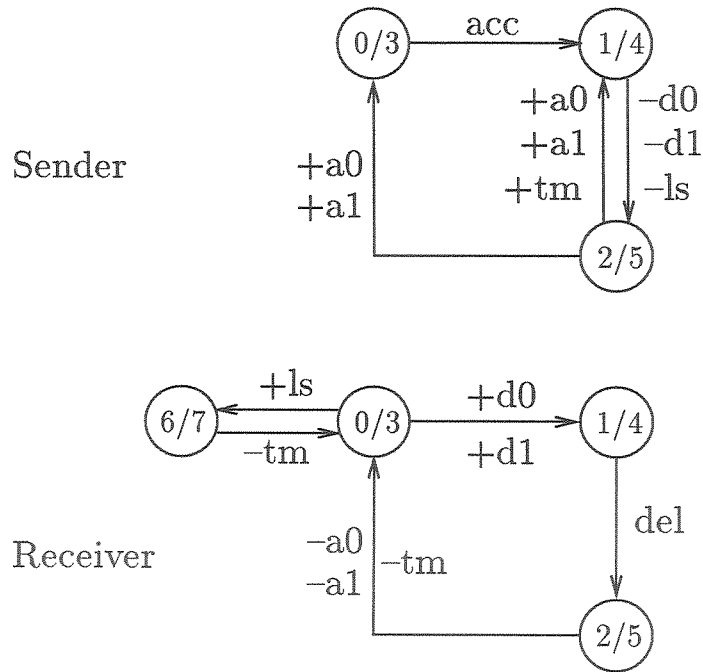 acc
0/3
1/4
+a0
–d0
+a1
–d1
Sender
+a0
+tm
–ls
+a1
2/5
+ls
+d0
6/7
0/3
1/4
–tm
+d1
del
–a0
Receiver
–tm
–a1
2/5